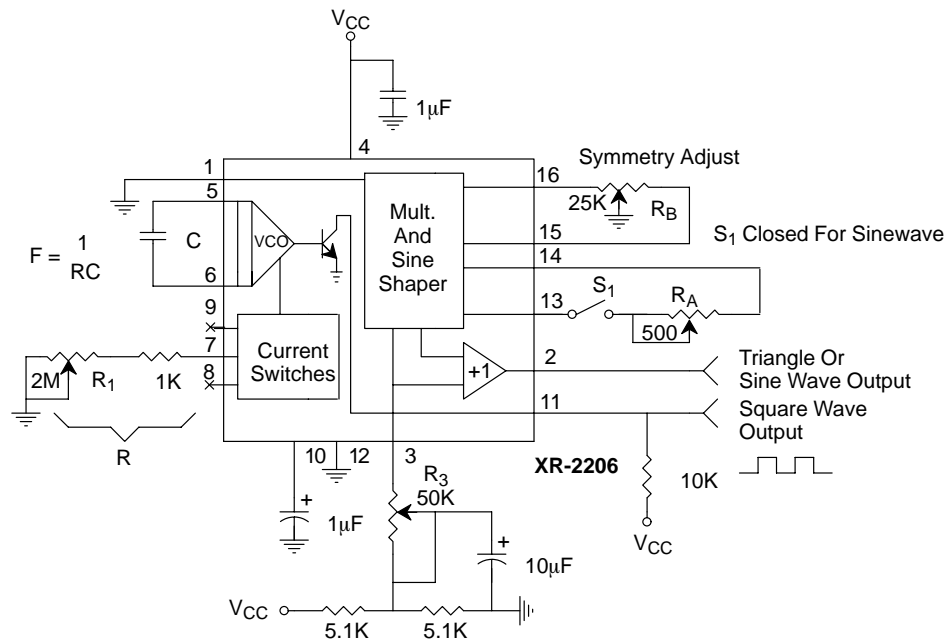 VCC
1μF
4
1
16
Symmetry Adjust
5
25K
RB
Mult.
And
Sine
Shaper
VCO
C
15
S1 Closed For Sinewave
F = 1
RC
14
6
13
S1
RA
500
9
7
Current
Switches
+1
2
Triangle Or
Sine Wave Output
2M
R1
1K
8
11
Square Wave
Output
R
10
12
3
XR-2206
10K
R3
50K
+
1μF
+
10μF
VCC
VCC
5.1K
5.1K